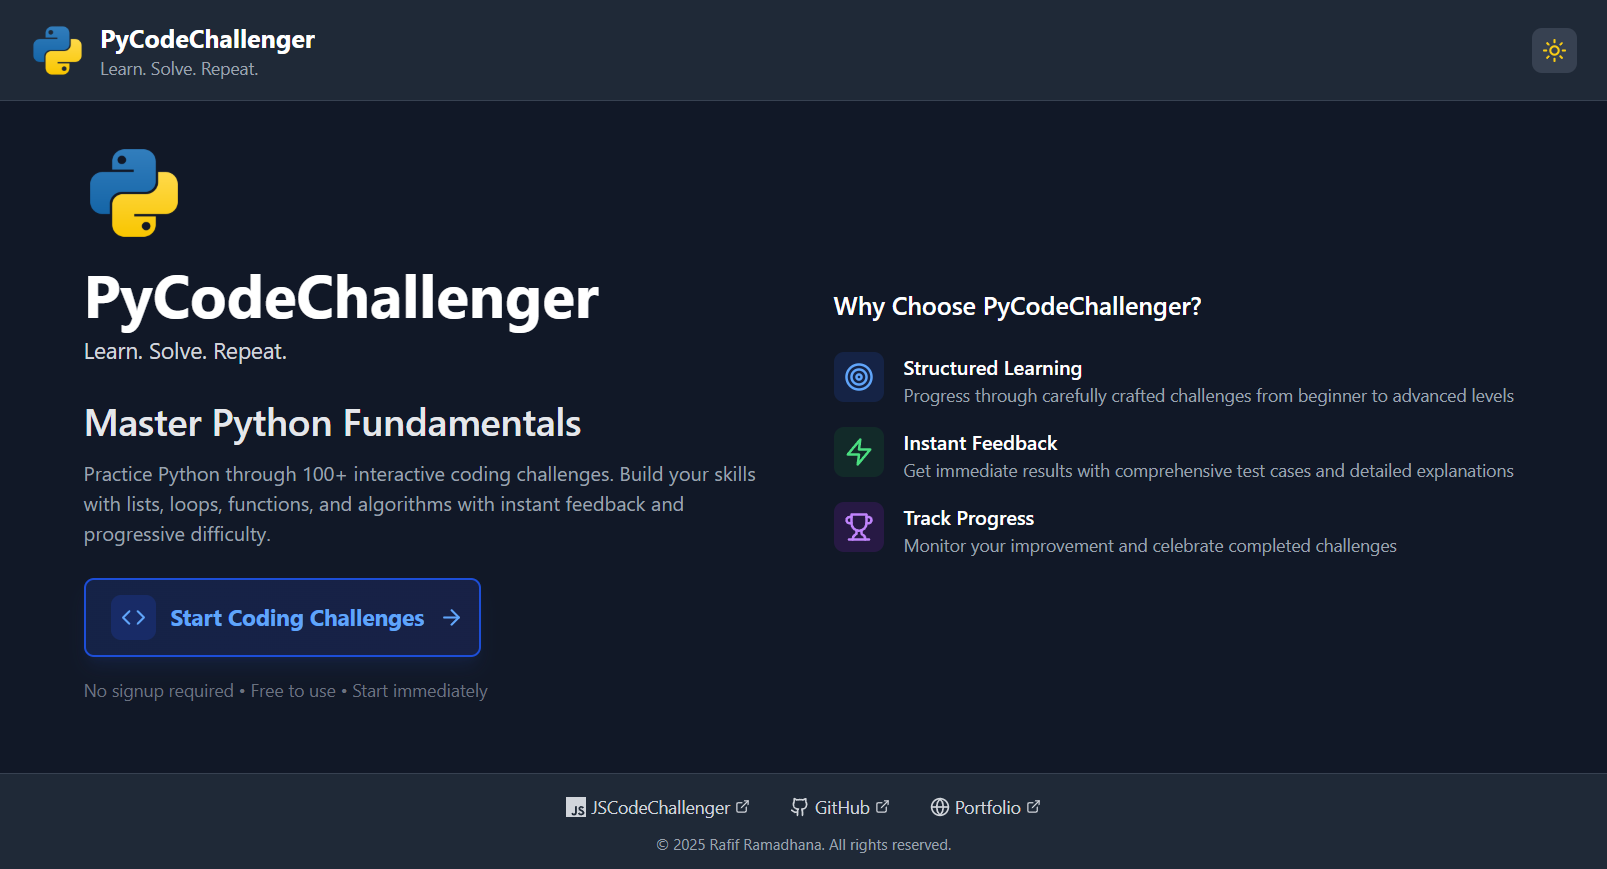 PyCodeChallenger
Learn. Solve. Repeat.
PyCodeChallenger
Learn. Solve. Repeat.
Master Python Fundamentals
Practice Python through 100+ interactive coding challenges. Build your skills
with lists, loops, functions, and algorithms with instant feedback and
progressive difficulty.
Start Coding Challenges
No signup required • Free to use • Start immediately
Why Choose PyCodeChallenger?
Structured Learning
Progress through carefully crafted challenges from beginner to advanced levels
Instant Feedback
Get immediate results with comprehensive test cases and detailed explanations
Track Progress
Monitor your improvement and celebrate completed challenges
JS JSCodeChallenger GitHub Portfolio
© 2025 Rafif Ramadhana. All rights reserved.